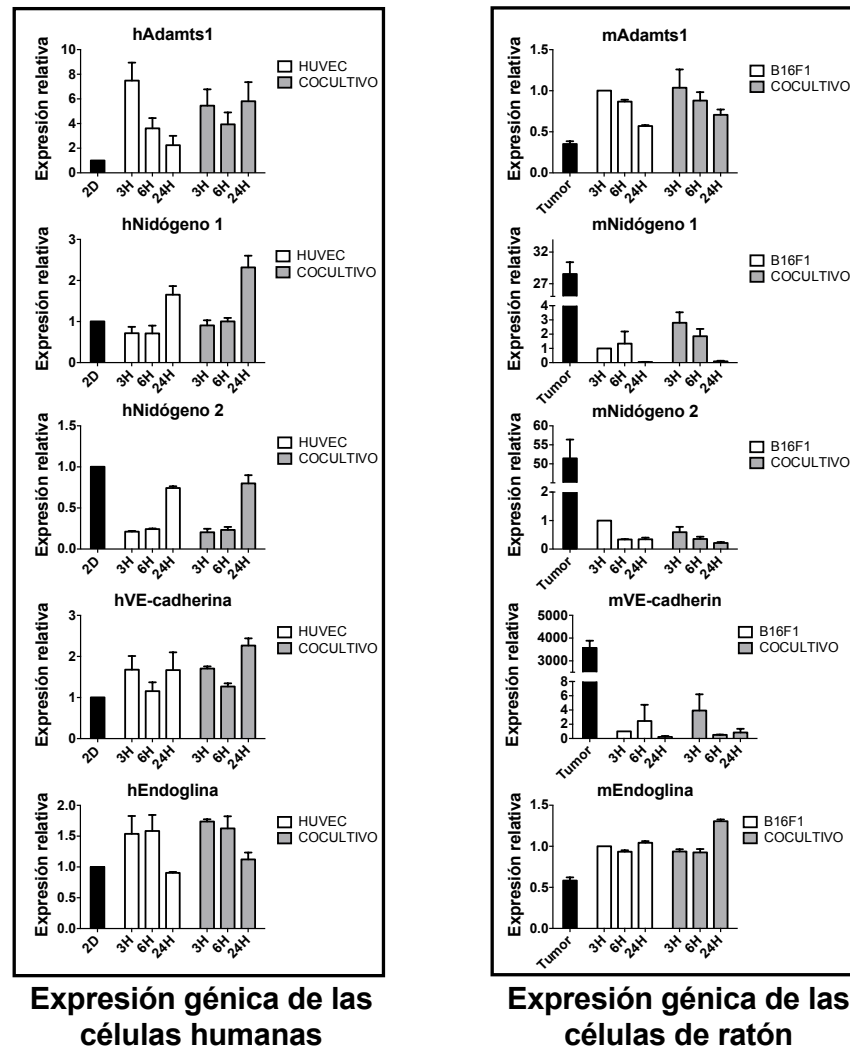 hAdamts1
Expresión relativa
10
8
6
4
2
0
2D
3H
6H
24H
3H
6H
24H
HUVEC
COCULTIVO
hNidógeno 1
Expresión relativa
3
2
1
0
2D
3H
6H
24H
3H
6H
24H
HUVEC
COCULTIVO
hNidógeno 2
Expresión relativa
1.5
1.0
0.5
0.0
2D
3H
6H
24H
3H
6H
24H
HUVEC
COCULTIVO
hVE-cadherina
Expresión relativa
3
2
1
0
2D
3H
6H
24H
3H
6H
24H
HUVEC
COCULTIVO
hEndoglina
Expresión relativa
2.0
1.5
1.0
0.5
0.0
2D
3H
6H
24H
3H
6H
24H
HUVEC
COCULTIVO
Expresión génica de las
células humanas
mAdamts1
Expresión relativa
1.5
1.0
0.5
0.0
Tumor
3H
6H
24H
3H
6H
24H
B16F1
COCULTIVO
mNidógeno 1
Expresión relativa
32
27
4
3
2
1
0
Tumor
3H
6H
24H
3H
6H
24H
B16F1
COCULTIVO
mNidógeno 2
Expresión relativa
60
55
50
2
1
0
Tumor
3H
6H
24H
3H
6H
24H
B16F1
COCULTIVO
mVE-cadherin
Expresión relativa
5000
4000
3000
8
6
4
2
0
Tumor
3H
6H
24H
3H
6H
24H
B16F1
COCULTIVO
mEndoglina
Expresión relativa
1.5
1.0
0.5
0.0
Tumor
3H
6H
24H
3H
6H
24H
B16F1
COCULTIVO
Expresión génica de las
células de ratón